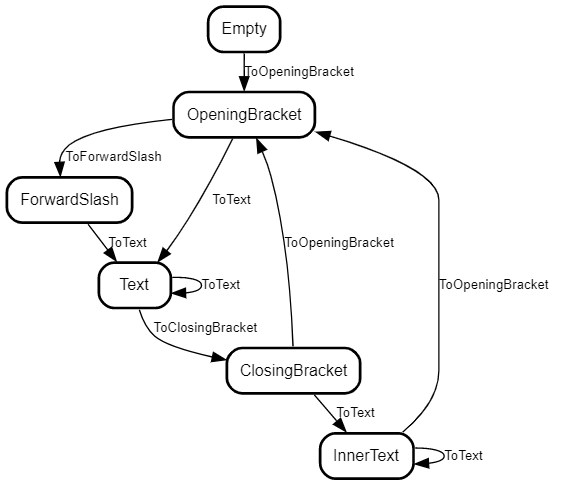 Empty
ToOpeningBracket
OpeningBracket
ToForwardSlash
ForwardSlash
ToText
ToText
ToOpeningBracket
Text
ToText
ToOpeningBracket
ToClosingBracket
ClosingBracket
ToText
InnerText
ToText